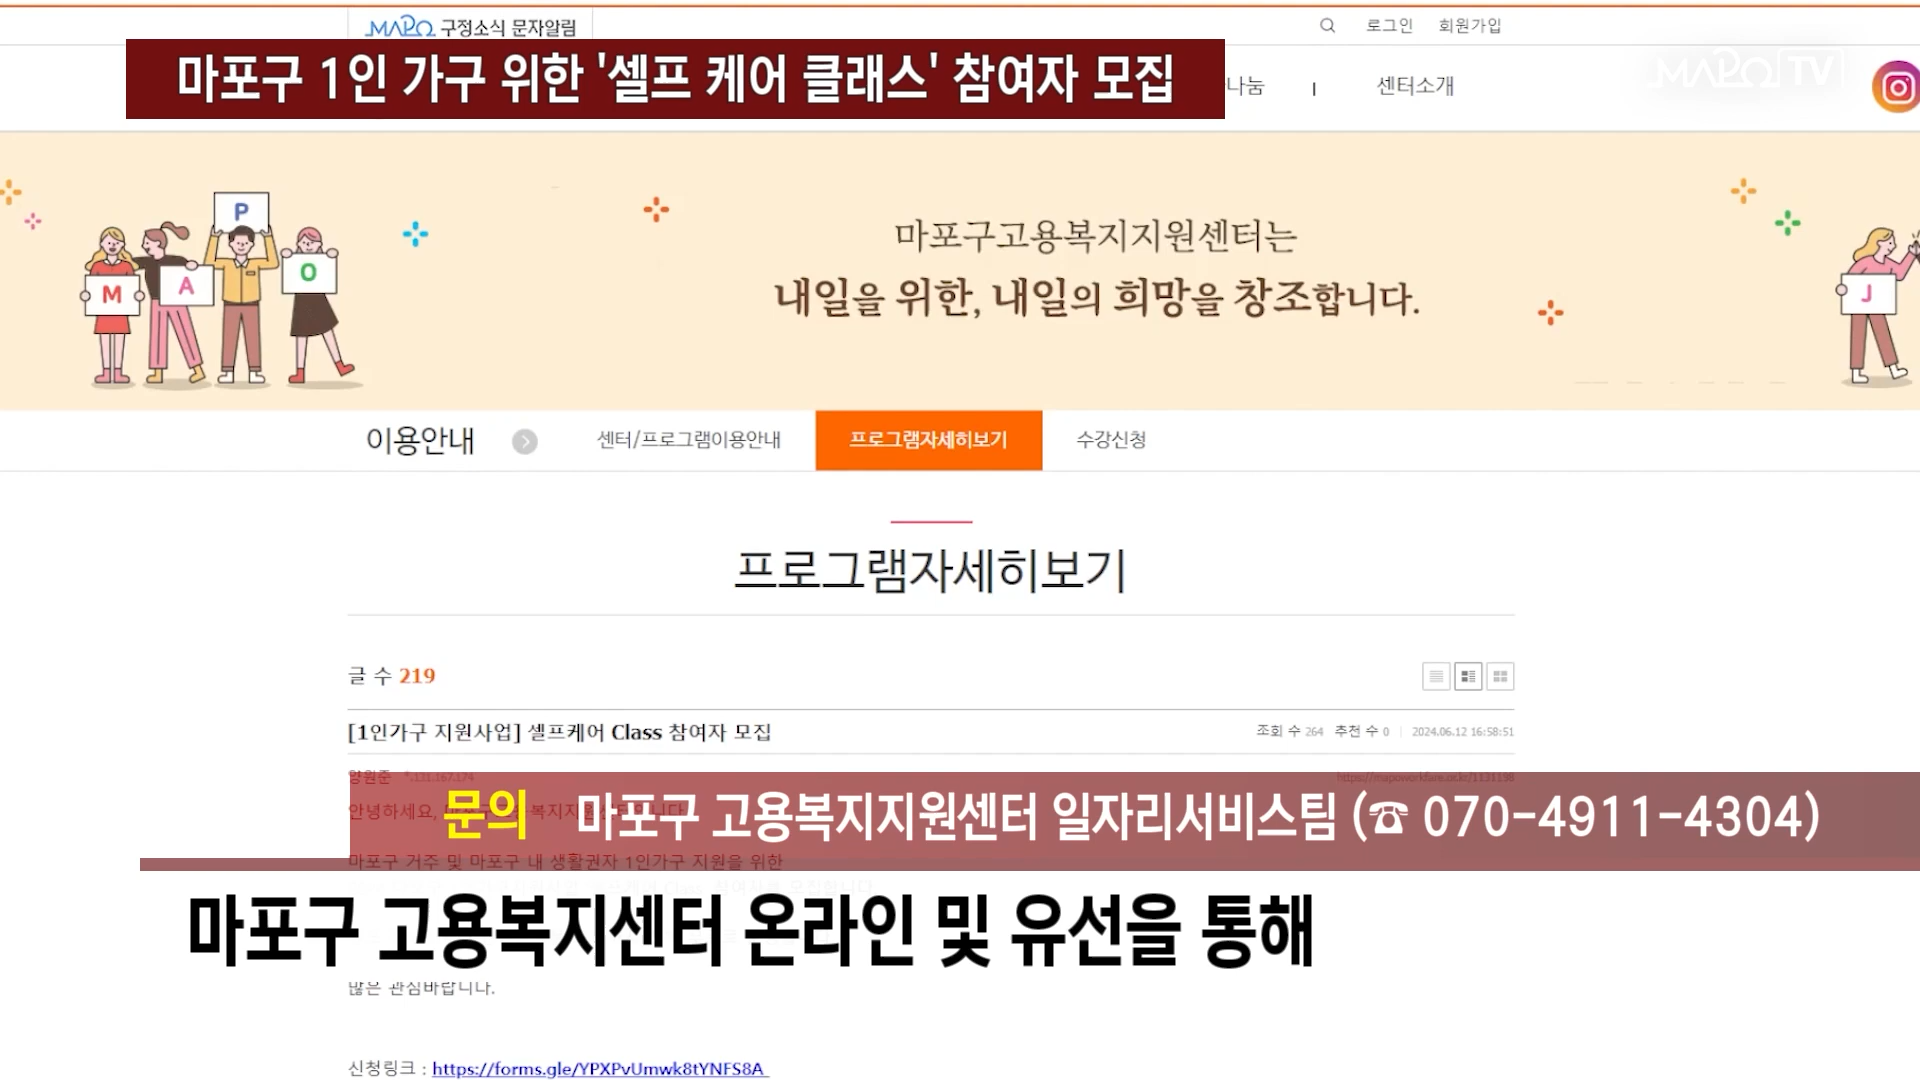 MAPO 구정소식 문자알림
로그인 회원가입
MAPO TV
마포구 1인 가구 위한 '셀프 케어 클래스' 참여자 모집
나눔 센터소개
M A P O
J
마포구고용복지지원센터는
내일을 위한, 내일의 희망을 창조합니다.
이용안내 센터/프로그램이용안내 프로그램자세히보기 수강신청
프로그램자세히보기
글 수 219
[1인가구 지원사업] 셀프케어 Class 참여자 모집 조회 수 264 추천 수 0 2024.06.12 16:58:51
양원준 *.131.167.174
안녕하세요,
문의 마포구 고용복지지원센터 일자리서비스팀 (☎ 070-4911-4304)
마포구 거주 및 마포구 내 생활권자 1인가구 지원을 위한
마포구 고용복지센터 온라인 및 유선을 통해
많은 관심바랍니다.
신청링크 : https://forms.gle/YPXPvUmwk8tYNFS8A